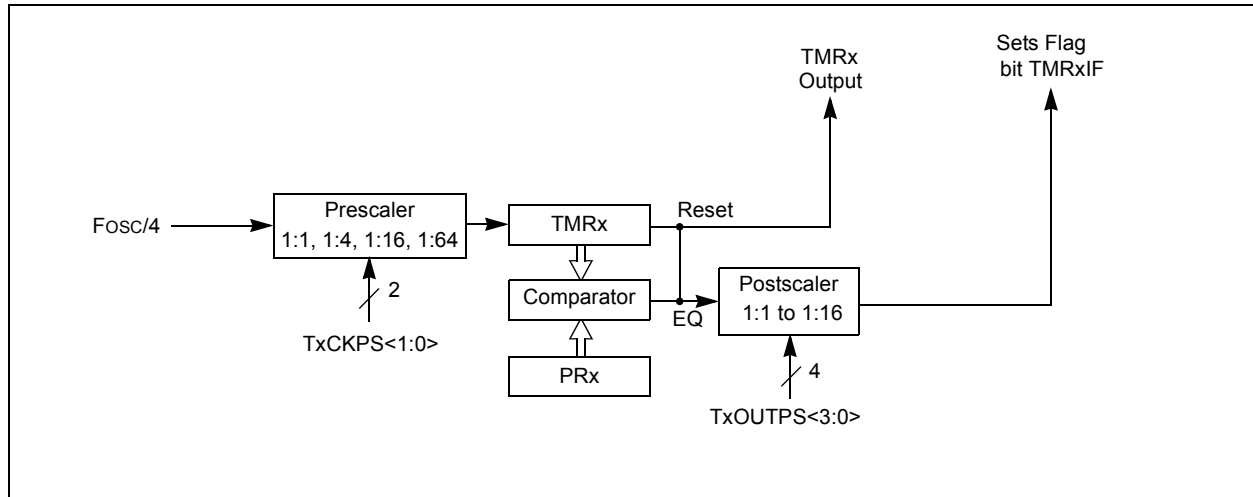 TMRx
Output
Sets Flag
bit TMRxIF
Fosc/4
Prescaler
1:1, 1:4, 1:16, 1:64
2
TxCKPS<1:0>
TMRx
Reset
Comparator
EQ
PRx
Postscaler
1:1 to 1:16
4
TxOUTPS<3:0>